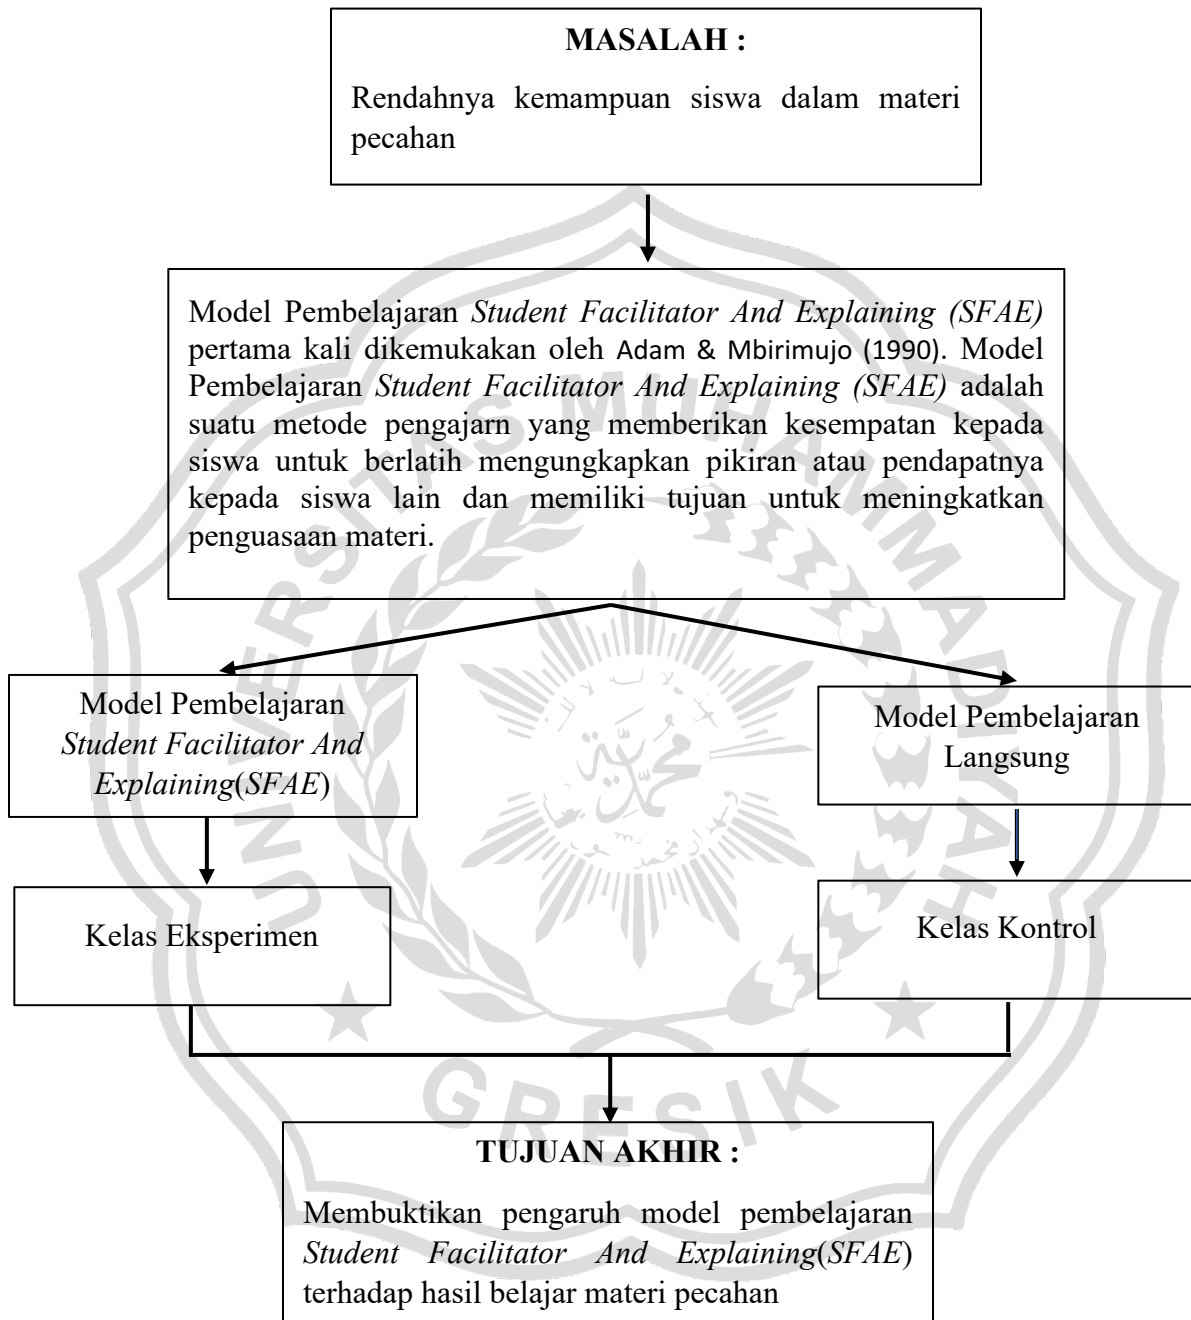 MASALAH :
Rendahnya kemampuan siswa dalam materi
pecahan
Model Pembelajaran Student Facilitator And Explaining (SFAE)
pertama kali dikemukakan oleh Adam & Mbirimujo (1990). Model
Pembelajaran Student Facilitator And Explaining (SFAE) adalah
suatu metode pengajarn yang memberikan kesempatan kepada
siswa untuk berlatih mengungkapkan pikiran atau pendapatnya
kepada siswa lain dan memiliki tujuan untuk meningkatkan
penguasaan materi.
Model Pembelajaran
Student Facilitator And
Explaining(SFAE)
Model Pembelajaran
Langsung
Kelas Eksperimen
Kelas Kontrol
TUJUAN AKHIR :
Membuktikan pengaruh model pembelajaran
Student Facilitator And Explaining(SFAE)
terhadap hasil belajar materi pecahan
UNIVERSITAS MUHAMMADIYAH
GRESIK